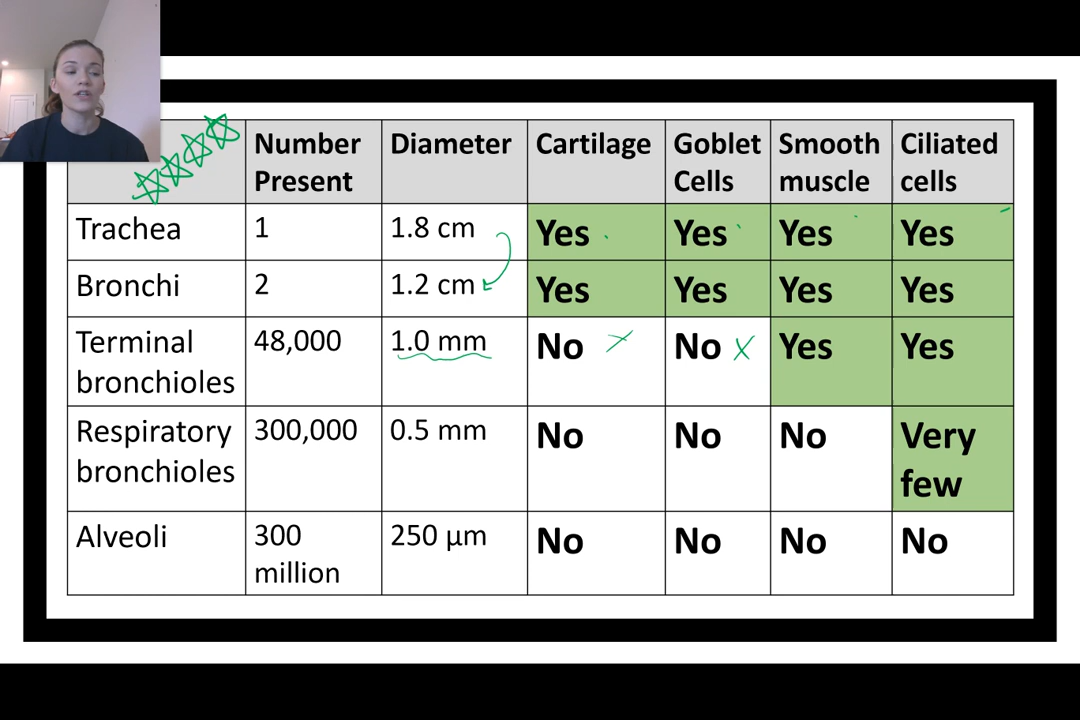 Number Present Diameter Cartilage Goblet Cells Smooth muscle Ciliated cells
Trachea 1 1.8 cm Yes Yes Yes Yes
Bronchi 2 1.2 cm Yes Yes Yes Yes
Terminal bronchioles 48,000 1.0 mm No No Yes Yes
Respiratory bronchioles 300,000 0.5 mm No No No Very few
Alveoli 300 million 250 µm No No No No